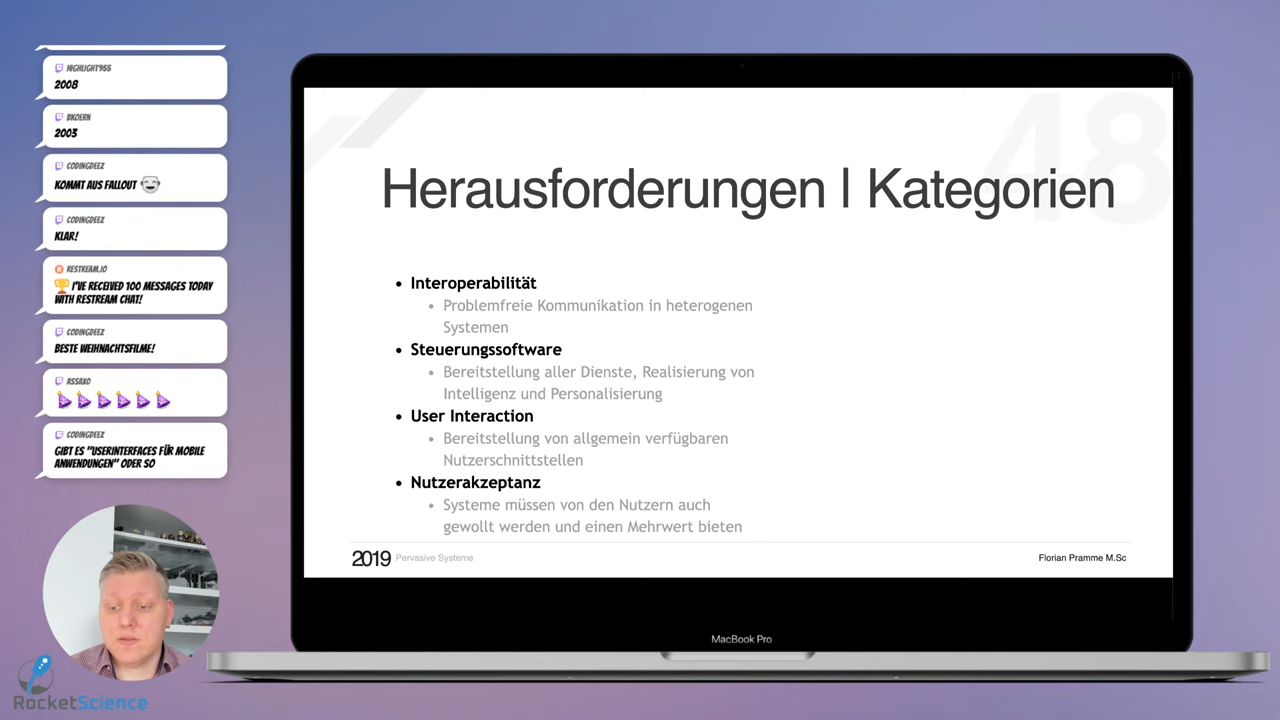 HIGHLIGHT955
2008
BKOERN
2003
CODINGDEEZ
KOMMT AUS FALLOUT
CODINGDEEZ
KLAR!
RESTREAM.IO
I'VE RECEIVED 100 MESSAGES TODAY
WITH RESTREAM CHAT!
CODINGDEEZ
BESTE WEIHNACHTSFILME!
ASSAXO
CODINGDEEZ
GIBT ES "USERINTERFACES FÜR MOBILE
ANWENDUNGEN" ODER SO
RocketScience
48
Herausforderungen | Kategorien
• Interoperabilität
• Problemfreie Kommunikation in heterogenen
Systemen
• Steuerungssoftware
• Bereitstellung aller Dienste, Realisierung von
Intelligenz und Personalisierung
• User Interaction
• Bereitstellung von allgemein verfügbaren
Nutzerschnittstellen
• Nutzerakzeptanz
• Systeme müssen von den Nutzern auch
gewollt werden und einen Mehrwert bieten
2019 Pervasive Systeme
Florian Pramme M.Sc
MacBook Pro